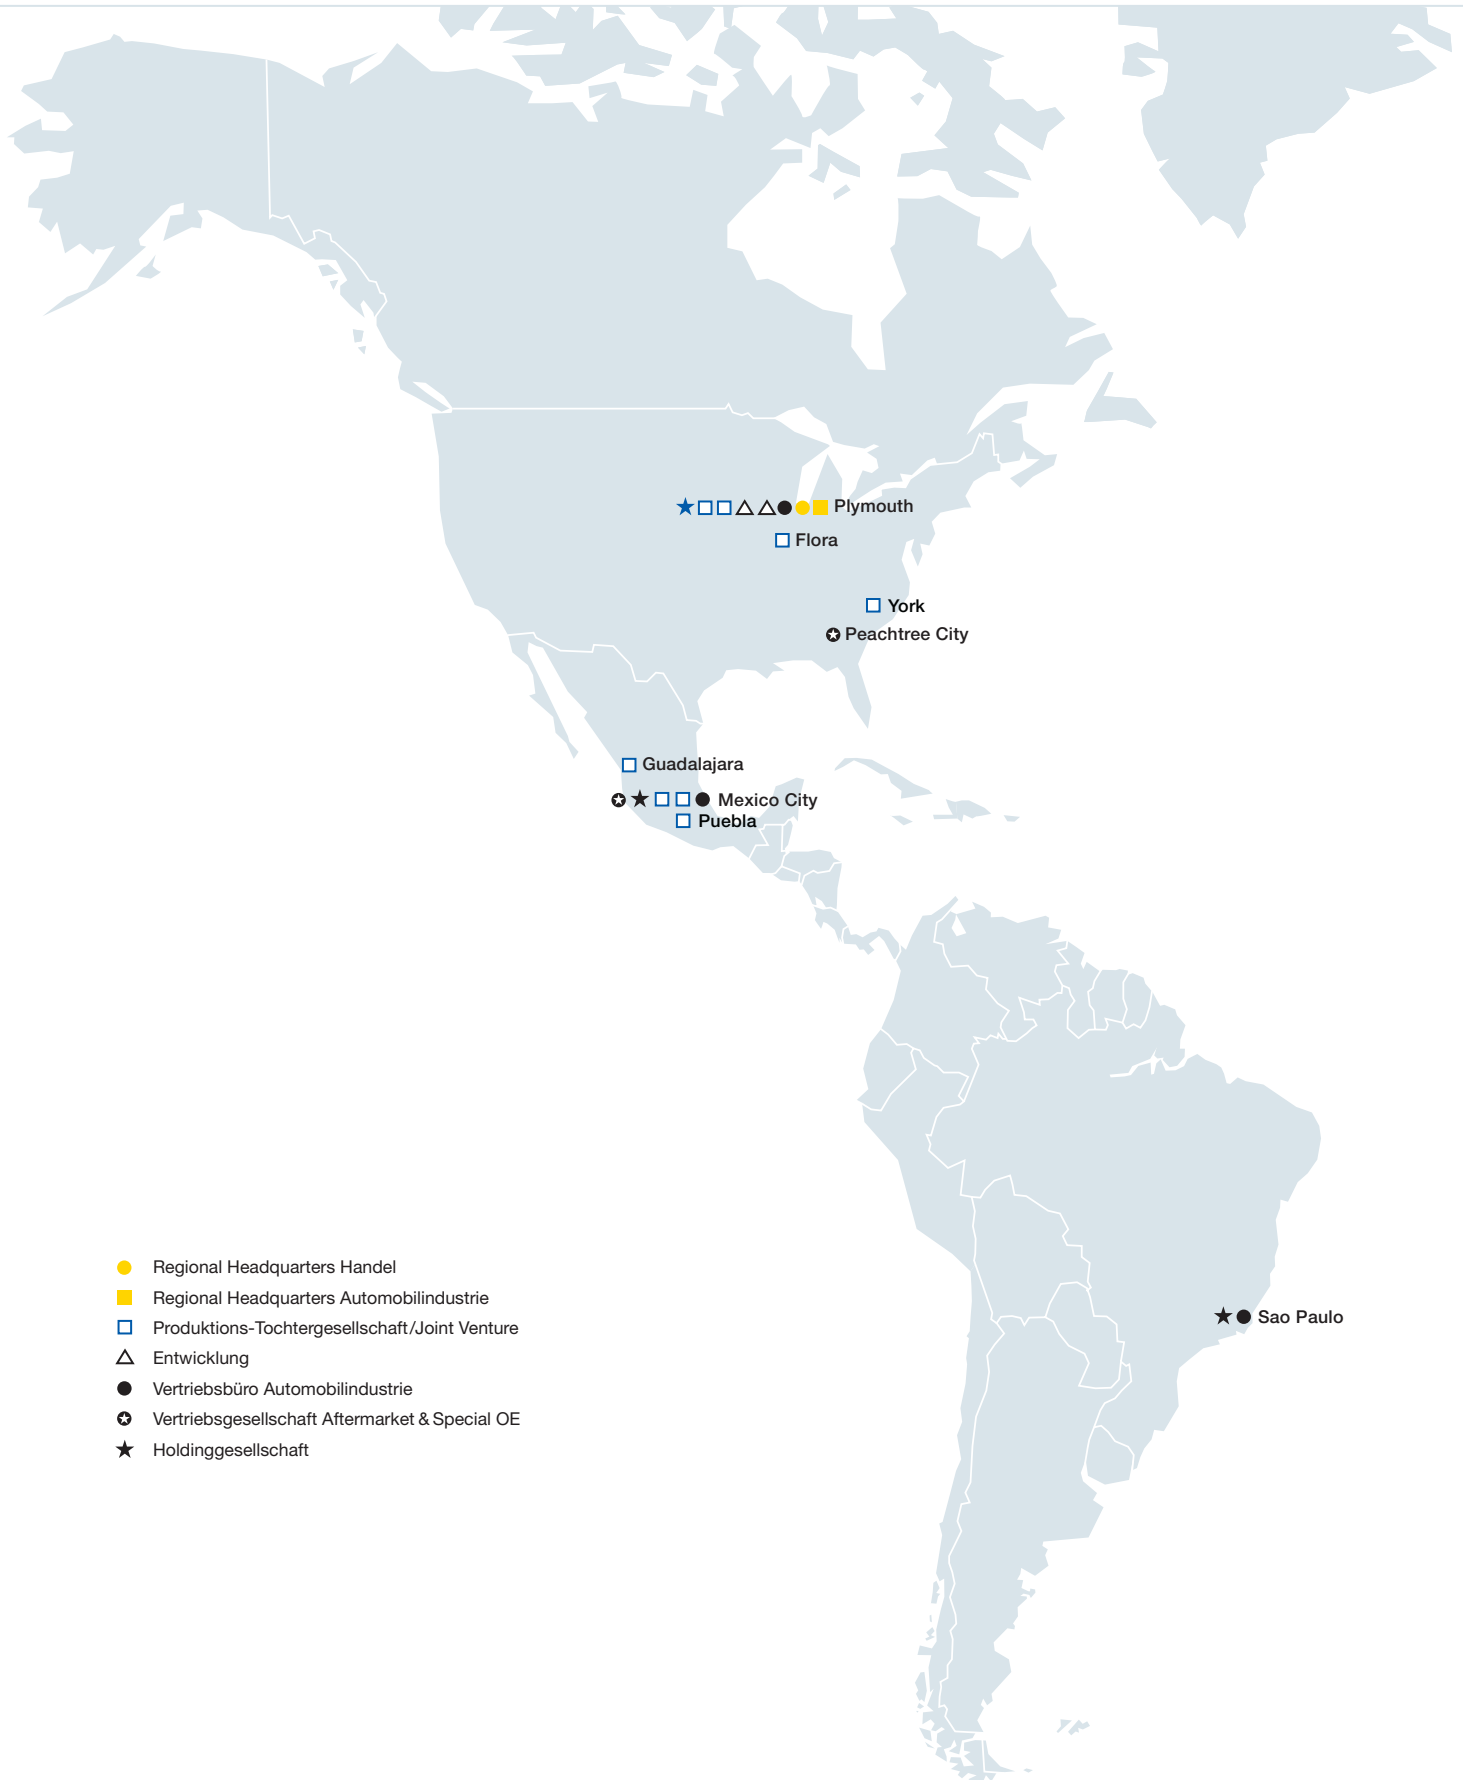 Plymouth
Flora
York
Peachtree City
Guadalajara
Mexico City
Puebla
Regional Headquarters Handel
Regional Headquarters Automobilindustrie
Produktions-Tochtergesellschaft/Joint Venture
Entwicklung
Vertriebsbüro Automobilindustrie
Vertriebsgesellschaft Aftermarket & Special OE
Holdinggesellschaft
Sao Paulo